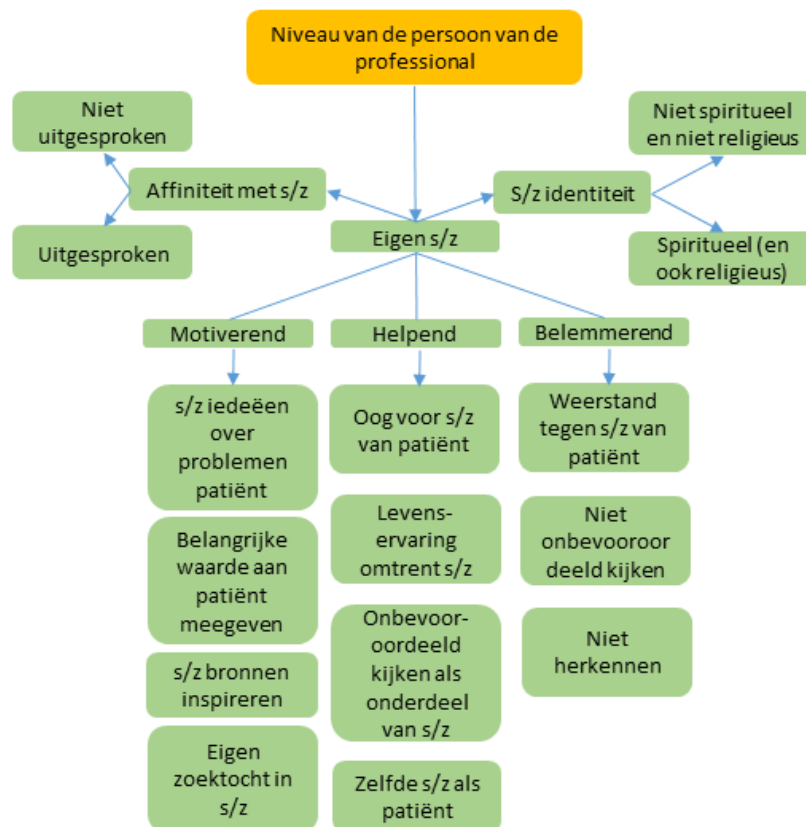 Niveau van de persoon van de
professional
Niet
uitgesproken
Affiniteit met s/z
Uitgesproken
Niet spiritueel
en niet religieus
S/z identiteit
Spiritueel (en
ook religieus)
Eigen s/z
Motiverend
s/z iedeëen
over
problemen
patiënt
Belangrijke
waarde aan
patiënt
meegeven
s/z bronnen
inspireren
Eigen
zoektocht in
s/z
Helpend
Oog voor s/z
van patiënt
Levens-
ervaring
omtrent s/z
Onbevoor-
oordeeld
kijken als
onderdeel
van s/z
Zelfde s/z als
patiënt
Belemmerend
Weerstand
tegen s/z van
patiënt
Niet
onbevooroor
deeld kijken
Niet
herkennen